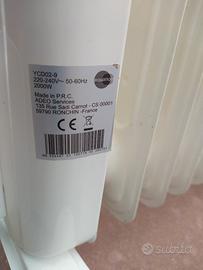 YCD02-9
220-240V~ 50-60Hz
2000W
Made in P.R.C.
ADEO Services
135 Rue Sadi Carnot - CS 00001
59790 RONCHIN -France
CE
subito